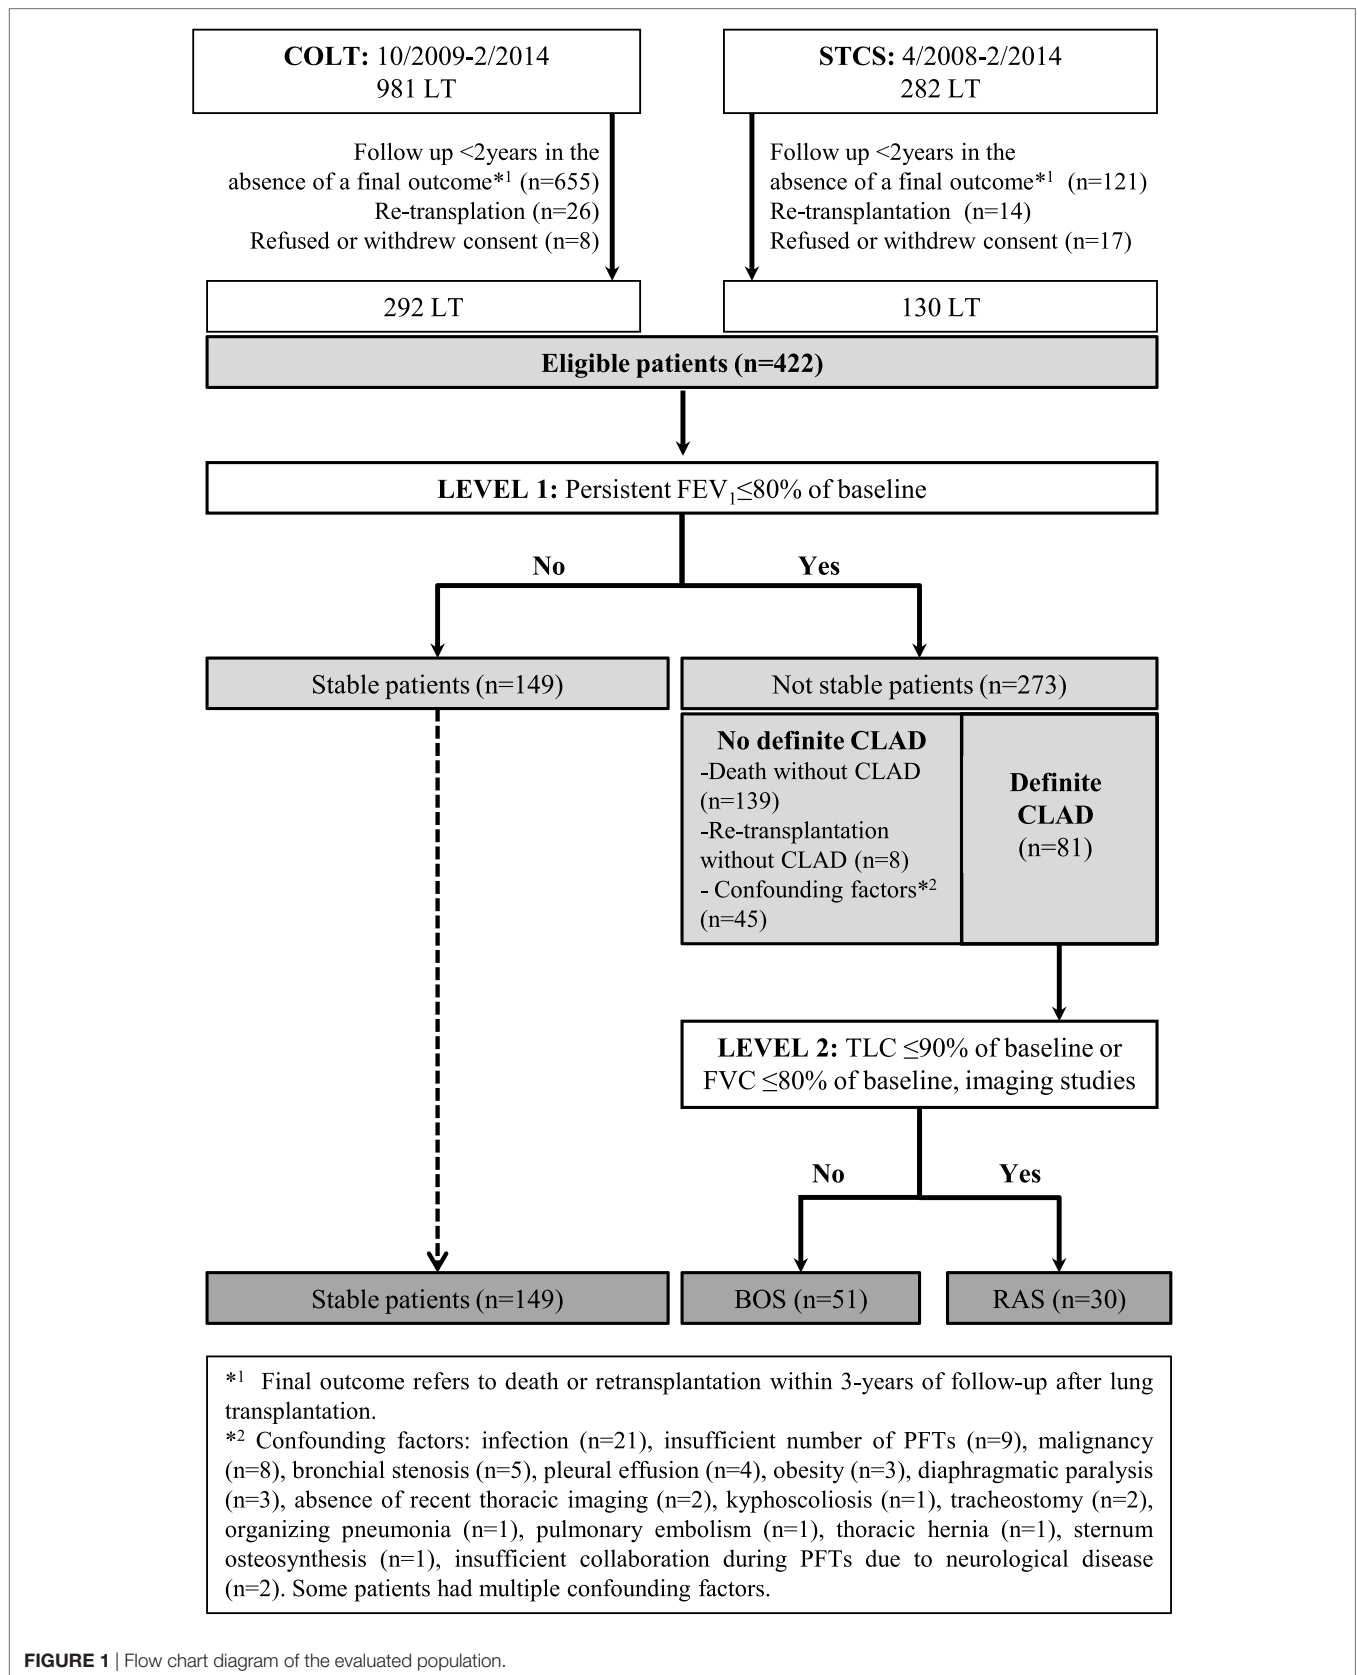 COLT: 10/2009-2/2014
981 LT
STCS: 4/2008-2/2014
282 LT
Follow up <2years in the
absence of a final outcome*1 (n=655)
Re-transplation (n=26)
Refused or withdrew consent (n=8)
Follow up <2years in the
absence of a final outcome*1 (n=121)
Re-transplantation (n=14)
Refused or withdrew consent (n=17)
292 LT
130 LT
Eligible patients (n=422)
LEVEL 1: Persistent FEV1≤80% of baseline
No
Yes
Stable patients (n=149)
Not stable patients (n=273)
No definite CLAD
-Death without CLAD
(n=139)
-Re-transplantation
without CLAD (n=8)
- Confounding factors*2
(n=45)
Definite
CLAD
(n=81)
LEVEL 2: TLC ≤90% of baseline or
FVC ≤80% of baseline, imaging studies
No
Yes
Stable patients (n=149)
BOS (n=51)
RAS (n=30)
*1 Final outcome refers to death or retransplantation within 3-years of follow-up after lung
transplantation.
*2 Confounding factors: infection (n=21), insufficient number of PFTs (n=9), malignancy
(n=8), bronchial stenosis (n=5), pleural effusion (n=4), obesity (n=3), diaphragmatic paralysis
(n=3), absence of recent thoracic imaging (n=2), kyphoscoliosis (n=1), tracheostomy (n=2),
organizing pneumonia (n=1), pulmonary embolism (n=1), thoracic hernia (n=1), sternum
osteosynthesis (n=1), insufficient collaboration during PFTs due to neurological disease
(n=2). Some patients had multiple confounding factors.
FIGURE 1 | Flow chart diagram of the evaluated population.